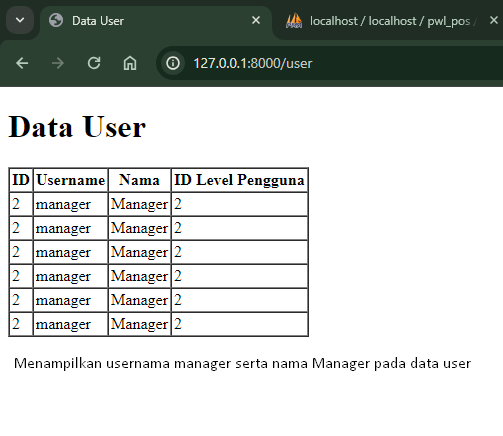 Data User
localhost / localhost / pwl_pos /
127.0.0.1:8000/user
Data User
ID Username Nama ID Level Pengguna
2 manager Manager 2
2 manager Manager 2
2 manager Manager 2
2 manager Manager 2
2 manager Manager 2
2 manager Manager 2
Menampilkan usernama manager serta nama Manager pada data user